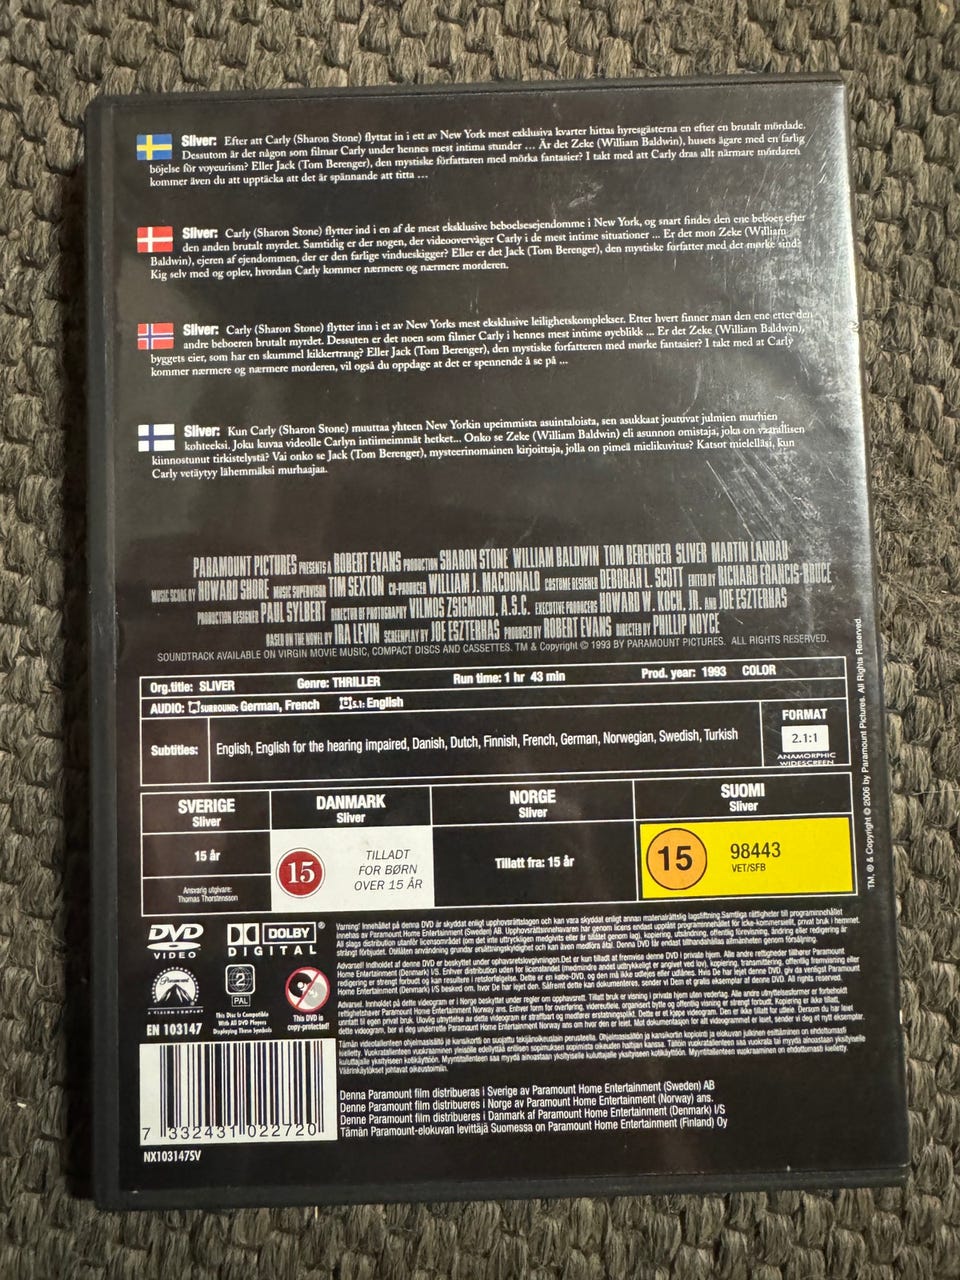 Sliver: Efter att Carly (Sharon Stone) flyttat in i ett av New York mest exklusiva kvarter hittas hyresgästerna en efter en brutalt mördade.
Dessutom är det någon som filmar Carly under hennes mest intima stunder ... Är det Zeke (William Baldwin), husets ägare med en farlig
böjelse för voyeurism? Eller Jack (Tom Berenger), den mystiske författaren med mörka fantasier? I takt med att Carly dras allt närmare mördaren
kommer även du att upptäcka att det är spännande att titta ...
Sliver: Carly (Sharon Stone) flytter ind i en af de mest eksklusive beboelsesejendomme i New York, og snart findes den ene beboer efter
den anden brutalt myrdet. Samtidig er der nogen, der videoovervåger Carly i de mest intime situationer ... Er det mon Zeke (William
Baldwin), ejeren af ejendommen, der er den farlige vindueskigger? Eller er det Jack (Tom Berenger), den mystiske forfatter med det mørke sind?
Kig selv med og oplev, hvordan Carly kommer nærmere og nærmere morderen.
Sliver: Carly (Sharon Stone) flytter inn i et av New Yorks mest eksklusive leilighetskomplekser. Etter hvert finner man den ene etter den
andre beboeren brutalt myrdet. Dessuten er det noen som filmer Carly i hennes mest intime øyeblikk ... Er det Zeke (William Baldwin),
byggets eier, som har en skummel kikkertrang? Eller Jack (Tom Berenger), den mystiske forfatteren med mørke fantasier? I takt med at Carly
kommer nærmere og nærmere morderen, vil også du oppdage at det er spennende å se på ...
Sliver: Kun Carly (Sharon Stone) muuttaa yhteen New Yorkin upeimmista asuintaloista, sen asukkaat joutuvat julmien murhien
kohteeksi. Joku kuvaa videolle Carlyn intiimeimmät hetket... Onko se Zeke (William Baldwin) eli asunnon omistaja, joka on vaarallisen
kiinnostunut tirkistelystä? Vai onko se Jack (Tom Berenger), mysteerinomainen kirjoittaja, jolla on pimeä mielikuvitus? Katsot mielelläsi, kun
Carly vetäytyy lähemmäksi murhaajaa.
PARAMOUNT PICTURES PRESENTS A ROBERT EVANS PRODUCTION SHARON STONE WILLIAM BALDWIN TOM BERENGER SLIVER MARTIN LANDAU
MUSIC SCORE BY HOWARD SHORE MUSIC SUPERVISION TIM SEXTON CO-PRODUCER WILLIAM J. MACDONALD COSTUME DESIGNER DEBORAH L. SCOTT EDITED BY RICHARD FRANCIS-BRUCE
PRODUCTION DESIGNER PAUL SYLBERT DIRECTOR OF PHOTOGRAPHY VILMOS ZSIGMOND, A.S.C. EXECUTIVE PRODUCERS HOWARD W. KOCH, JR. AND JOE ESZTERHAS
BASED ON THE NOVEL BY IRA LEVIN SCREENPLAY BY JOE ESZTERHAS PRODUCED BY ROBERT EVANS DIRECTED BY PHILLIP NOYCE
SOUNDTRACK AVAILABLE ON VIRGIN MOVIE MUSIC, COMPACT DISCS AND CASSETTES. TM & Copyright © 1993 BY PARAMOUNT PICTURES. ALL RIGHTS RESERVED.
Org.title: SLIVER Genre: THRILLER Run time: 1 hr 43 min Prod. year: 1993 COLOR
AUDIO: SURROUND: German, French 5.1: English
Subtitles: English, English for the hearing impaired, Danish, Dutch, Finnish, French, German, Norwegian, Swedish, Turkish
FORMAT
2.1:1
ANAMORPHIC
WIDESCREEN
SVERIGE
Sliver
15 år
Ansvarig utgivare:
Thomas Thorstensson
DANMARK
Sliver
15
TILLADT
FOR BØRN
OVER 15 ÅR
NORGE
Sliver
Tillatt fra: 15 år
SUOMI
Sliver
15
98443
VET/SFB
TM, ® & Copyright © 2006 by Paramount Pictures. All Rights Reserved.
DVD
VIDEO
DOLBY
DIGITAL
Paramount
2
PAL
EN 103147
This Disc is Compatible
With All DVD Players
Displaying These Symbols
This DVD is
copy-protected!
Denna Paramount film distribueras i Sverige av Paramount Home Entertainment (Sweden) AB
Denne Paramount film distribueres i Norge av Paramount Home Entertainment (Norway) ans.
Denne Paramount film distribueres i Danmark af Paramount Home Entertainment (Denmark) I/S
Tämän Paramount-elokuvan levittäjä Suomessa on Paramount Home Entertainment (Finland) Oy
7 332431 022720
NX103147SV